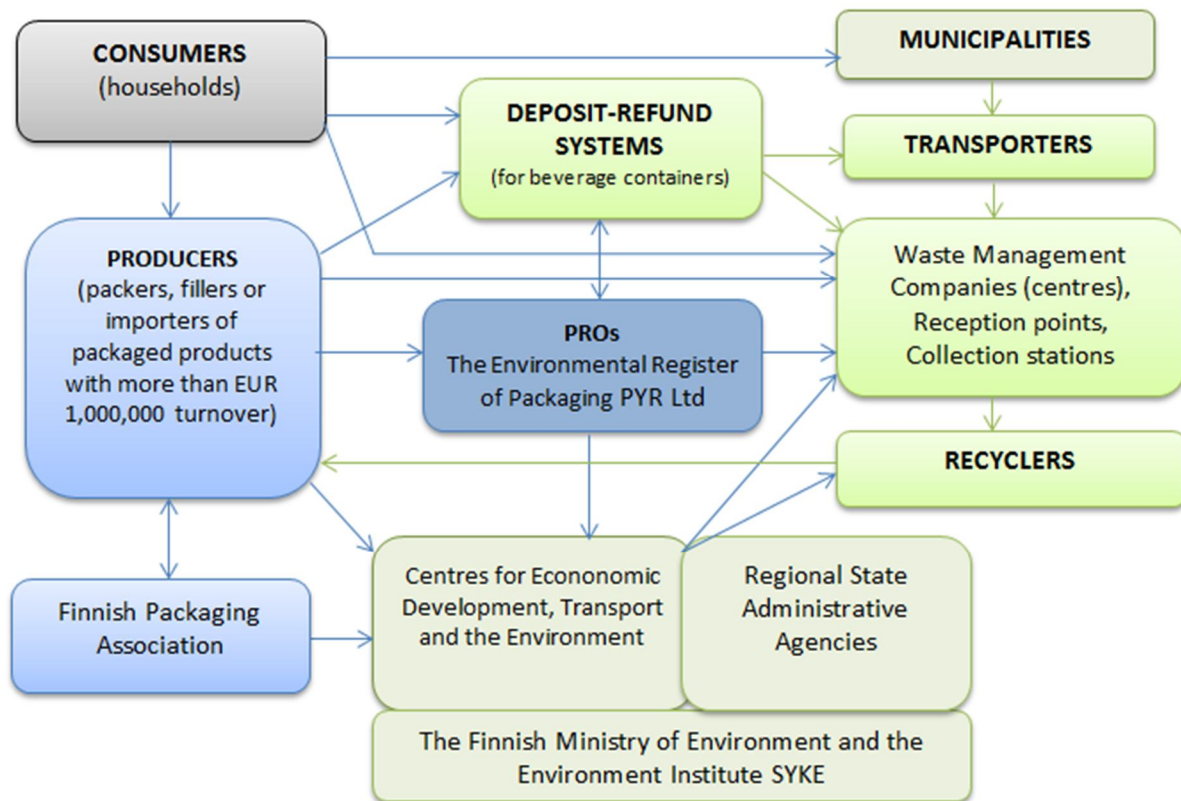 CONSUMERS
(households)
MUNICIPALITIES
DEPOSIT-REFUND
SYSTEMS
(for beverage containers)
TRANSPORTERS
PRODUCERS
(packers, fillers or
importers of
packaged products
with more than EUR
1,000,000 turnover)
Waste Management
Companies (centres),
Reception points,
Collection stations
PROs
The Environmental Register
of Packaging PYR Ltd
RECYCLERS
Finnish Packaging
Association
Centres for Econonomic
Development, Transport
and the Environment
Regional State
Administrative
Agencies
The Finnish Ministry of Environment and the
Environment Institute SYKE